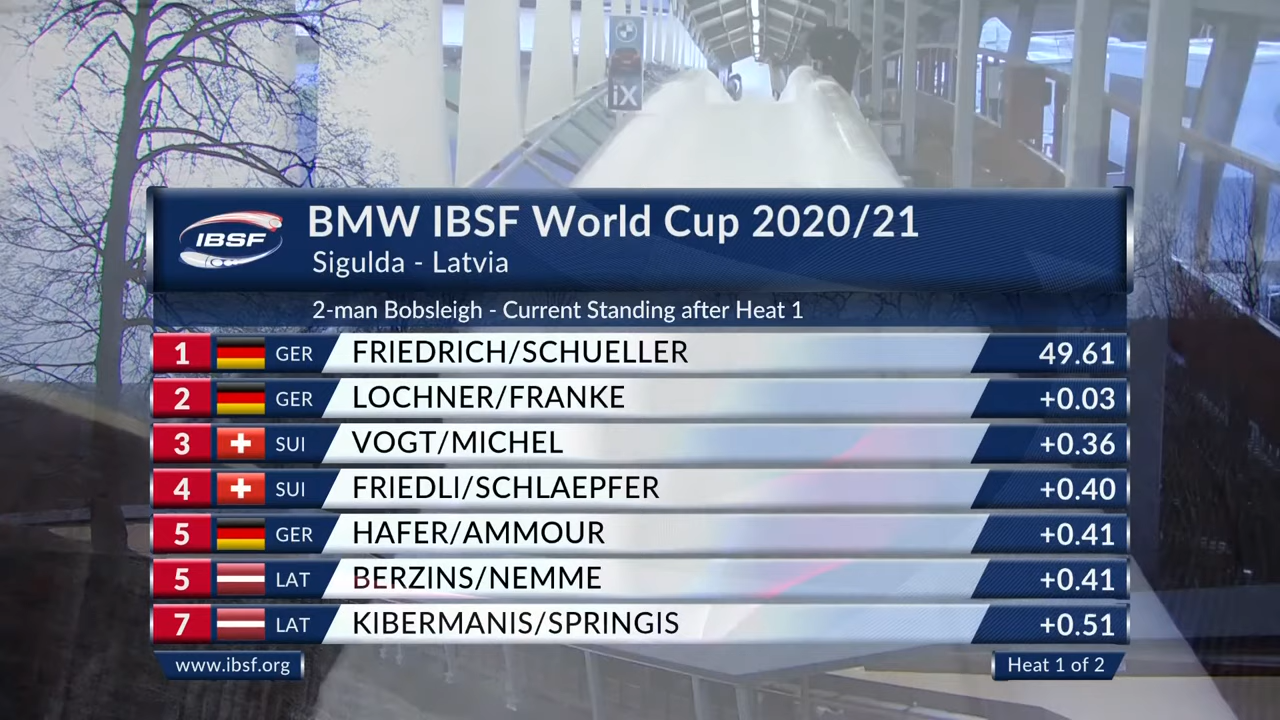 iX
IBSF
BMW IBSF World Cup 2020/21
Sigulda - Latvia
2-man Bobsleigh - Current Standing after Heat 1
1 GER FRIEDRICH/SCHUELLER 49.61
2 GER LOCHNER/FRANKE +0.03
3 SUI VOGT/MICHEL +0.36
4 SUI FRIEDLI/SCHLAEPFER +0.40
5 GER HAFER/AMMOUR +0.41
5 LAT BERZINS/NEMME +0.41
7 LAT KIBERMANIS/SPRINGIS +0.51
www.ibsf.org Heat 1 of 2